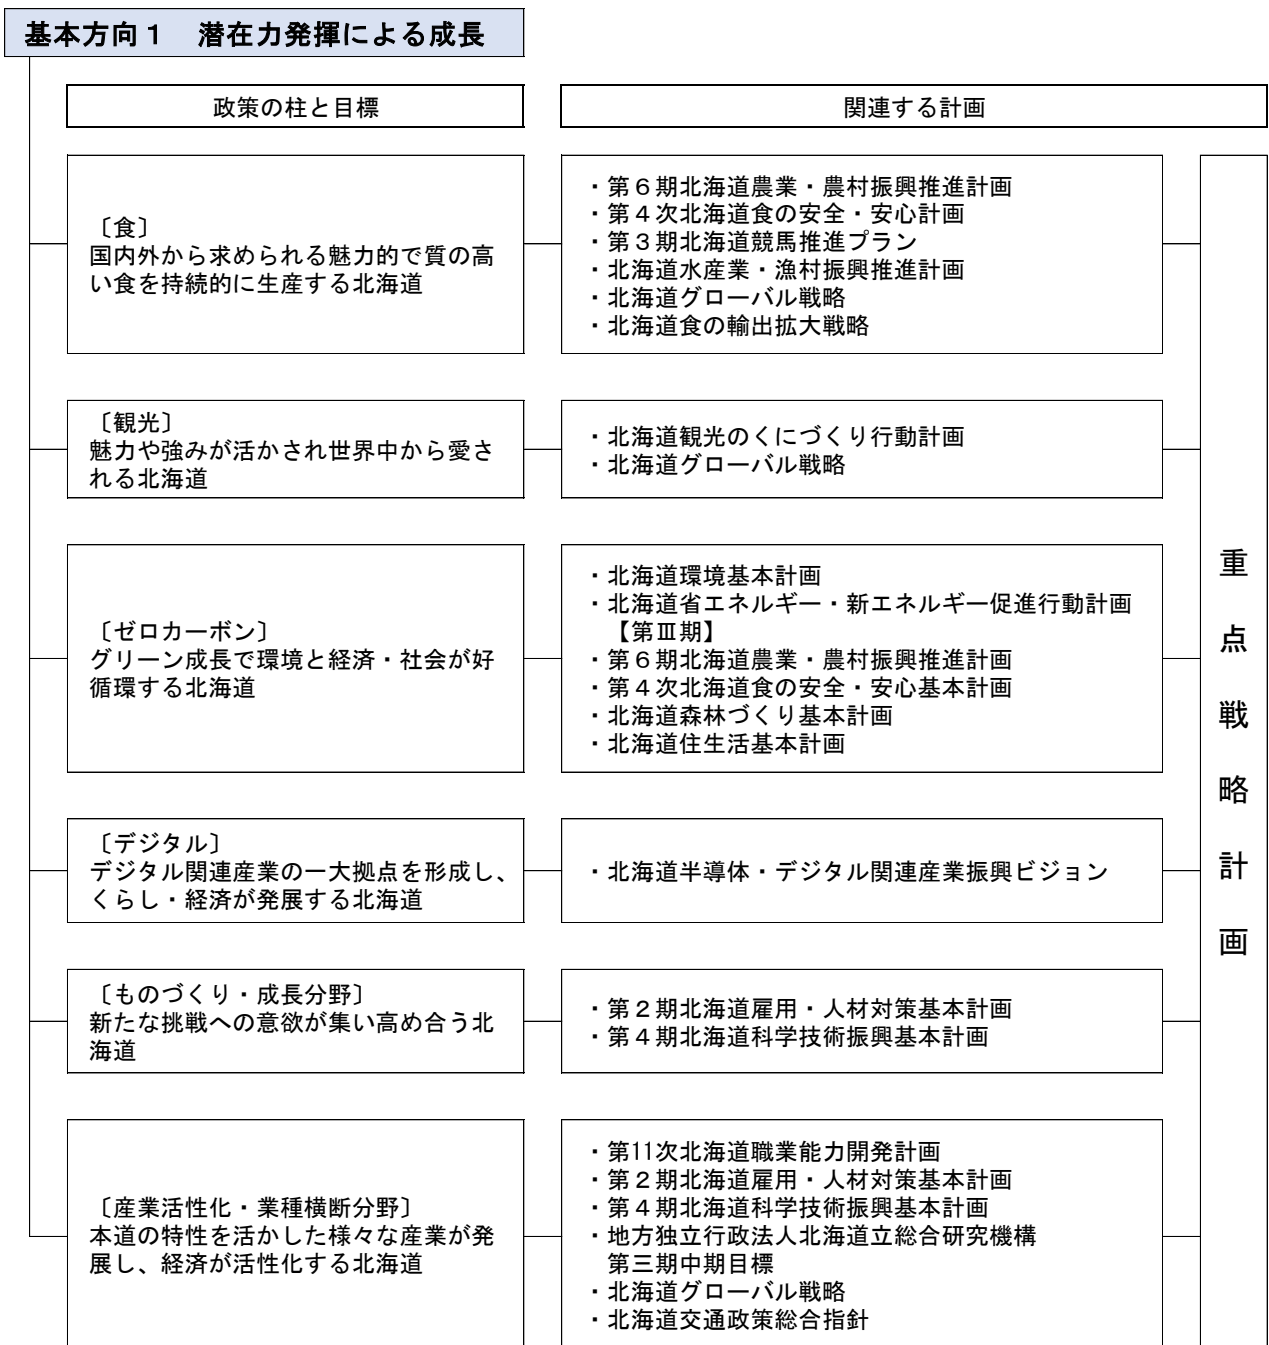 基本方向１　潜在力発揮による成長
政策の柱と目標
関連する計画
〔食〕
国内外から求められる魅力的で質の高
い食を持続的に生産する北海道
・第６期北海道農業・農村振興推進計画
・第４次北海道食の安全・安心計画
・第３期北海道競馬推進プラン
・北海道水産業・漁村振興推進計画
・北海道グローバル戦略
・北海道食の輸出拡大戦略
〔観光〕
魅力や強みが活かされ世界中から愛さ
れる北海道
・北海道観光のくにづくり行動計画
・北海道グローバル戦略
〔ゼロカーボン〕
グリーン成長で環境と経済・社会が好
循環する北海道
・北海道環境基本計画
・北海道省エネルギー・新エネルギー促進行動計画
【第Ⅲ期】
・第６期北海道農業・農村振興推進計画
・第４次北海道食の安全・安心基本計画
・北海道森林づくり基本計画
・北海道住生活基本計画
〔デジタル〕
デジタル関連産業の一大拠点を形成し、
くらし・経済が発展する北海道
・北海道半導体・デジタル関連産業振興ビジョン
〔ものづくり・成長分野〕
新たな挑戦への意欲が集い高め合う北
海道
・第２期北海道雇用・人材対策基本計画
・第４期北海道科学技術振興基本計画
〔産業活性化・業種横断分野〕
本道の特性を活かした様々な産業が発
展し、経済が活性化する北海道
・第11次北海道職業能力開発計画
・第２期北海道雇用・人材対策基本計画
・第４期北海道科学技術振興基本計画
・地方独立行政法人北海道立総合研究機構
第三期中期目標
・北海道グローバル戦略
・北海道交通政策総合指針
重点戦略計画